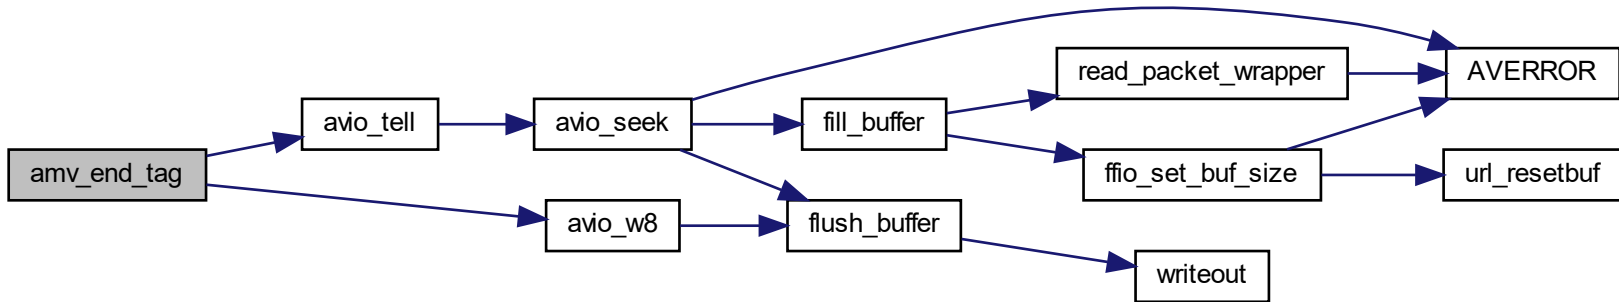 amv_end_tag
avio_tell
avio_w8
avio_seek
flush_buffer
fill_buffer
read_packet_wrapper
ffio_set_buf_size
writeout
AVERROR
url_resetbuf